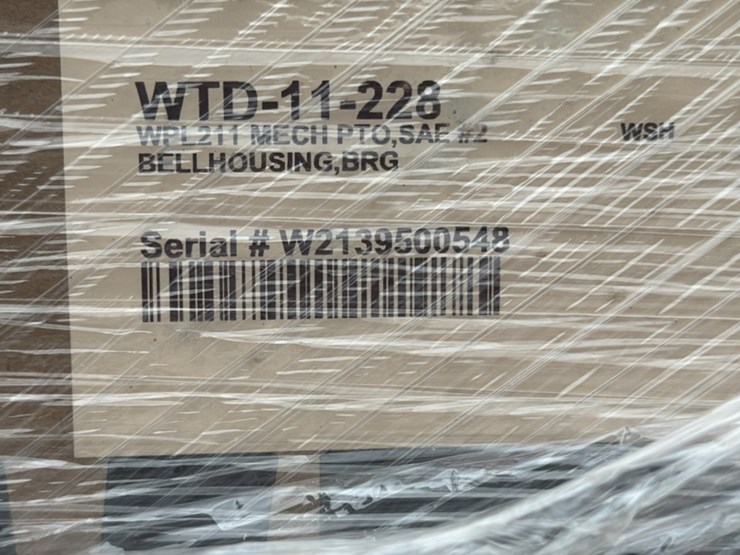 WTD-11-228
WPL211 MECH PTO,SAE #2 WSH
BELLHOUSING,BRG
Serial # W2139500548